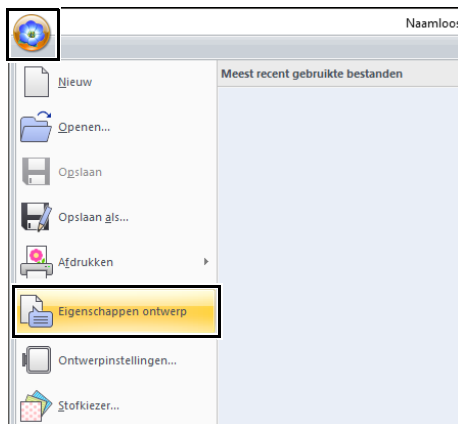 Naamloos
Nieuw
Meest recent gebruikte bestanden
Openen...
Opslaan
Opslaan als...
Afdrukken
Eigenschappen ontwerp
Ontwerpinstellingen...
Stofkiezer...